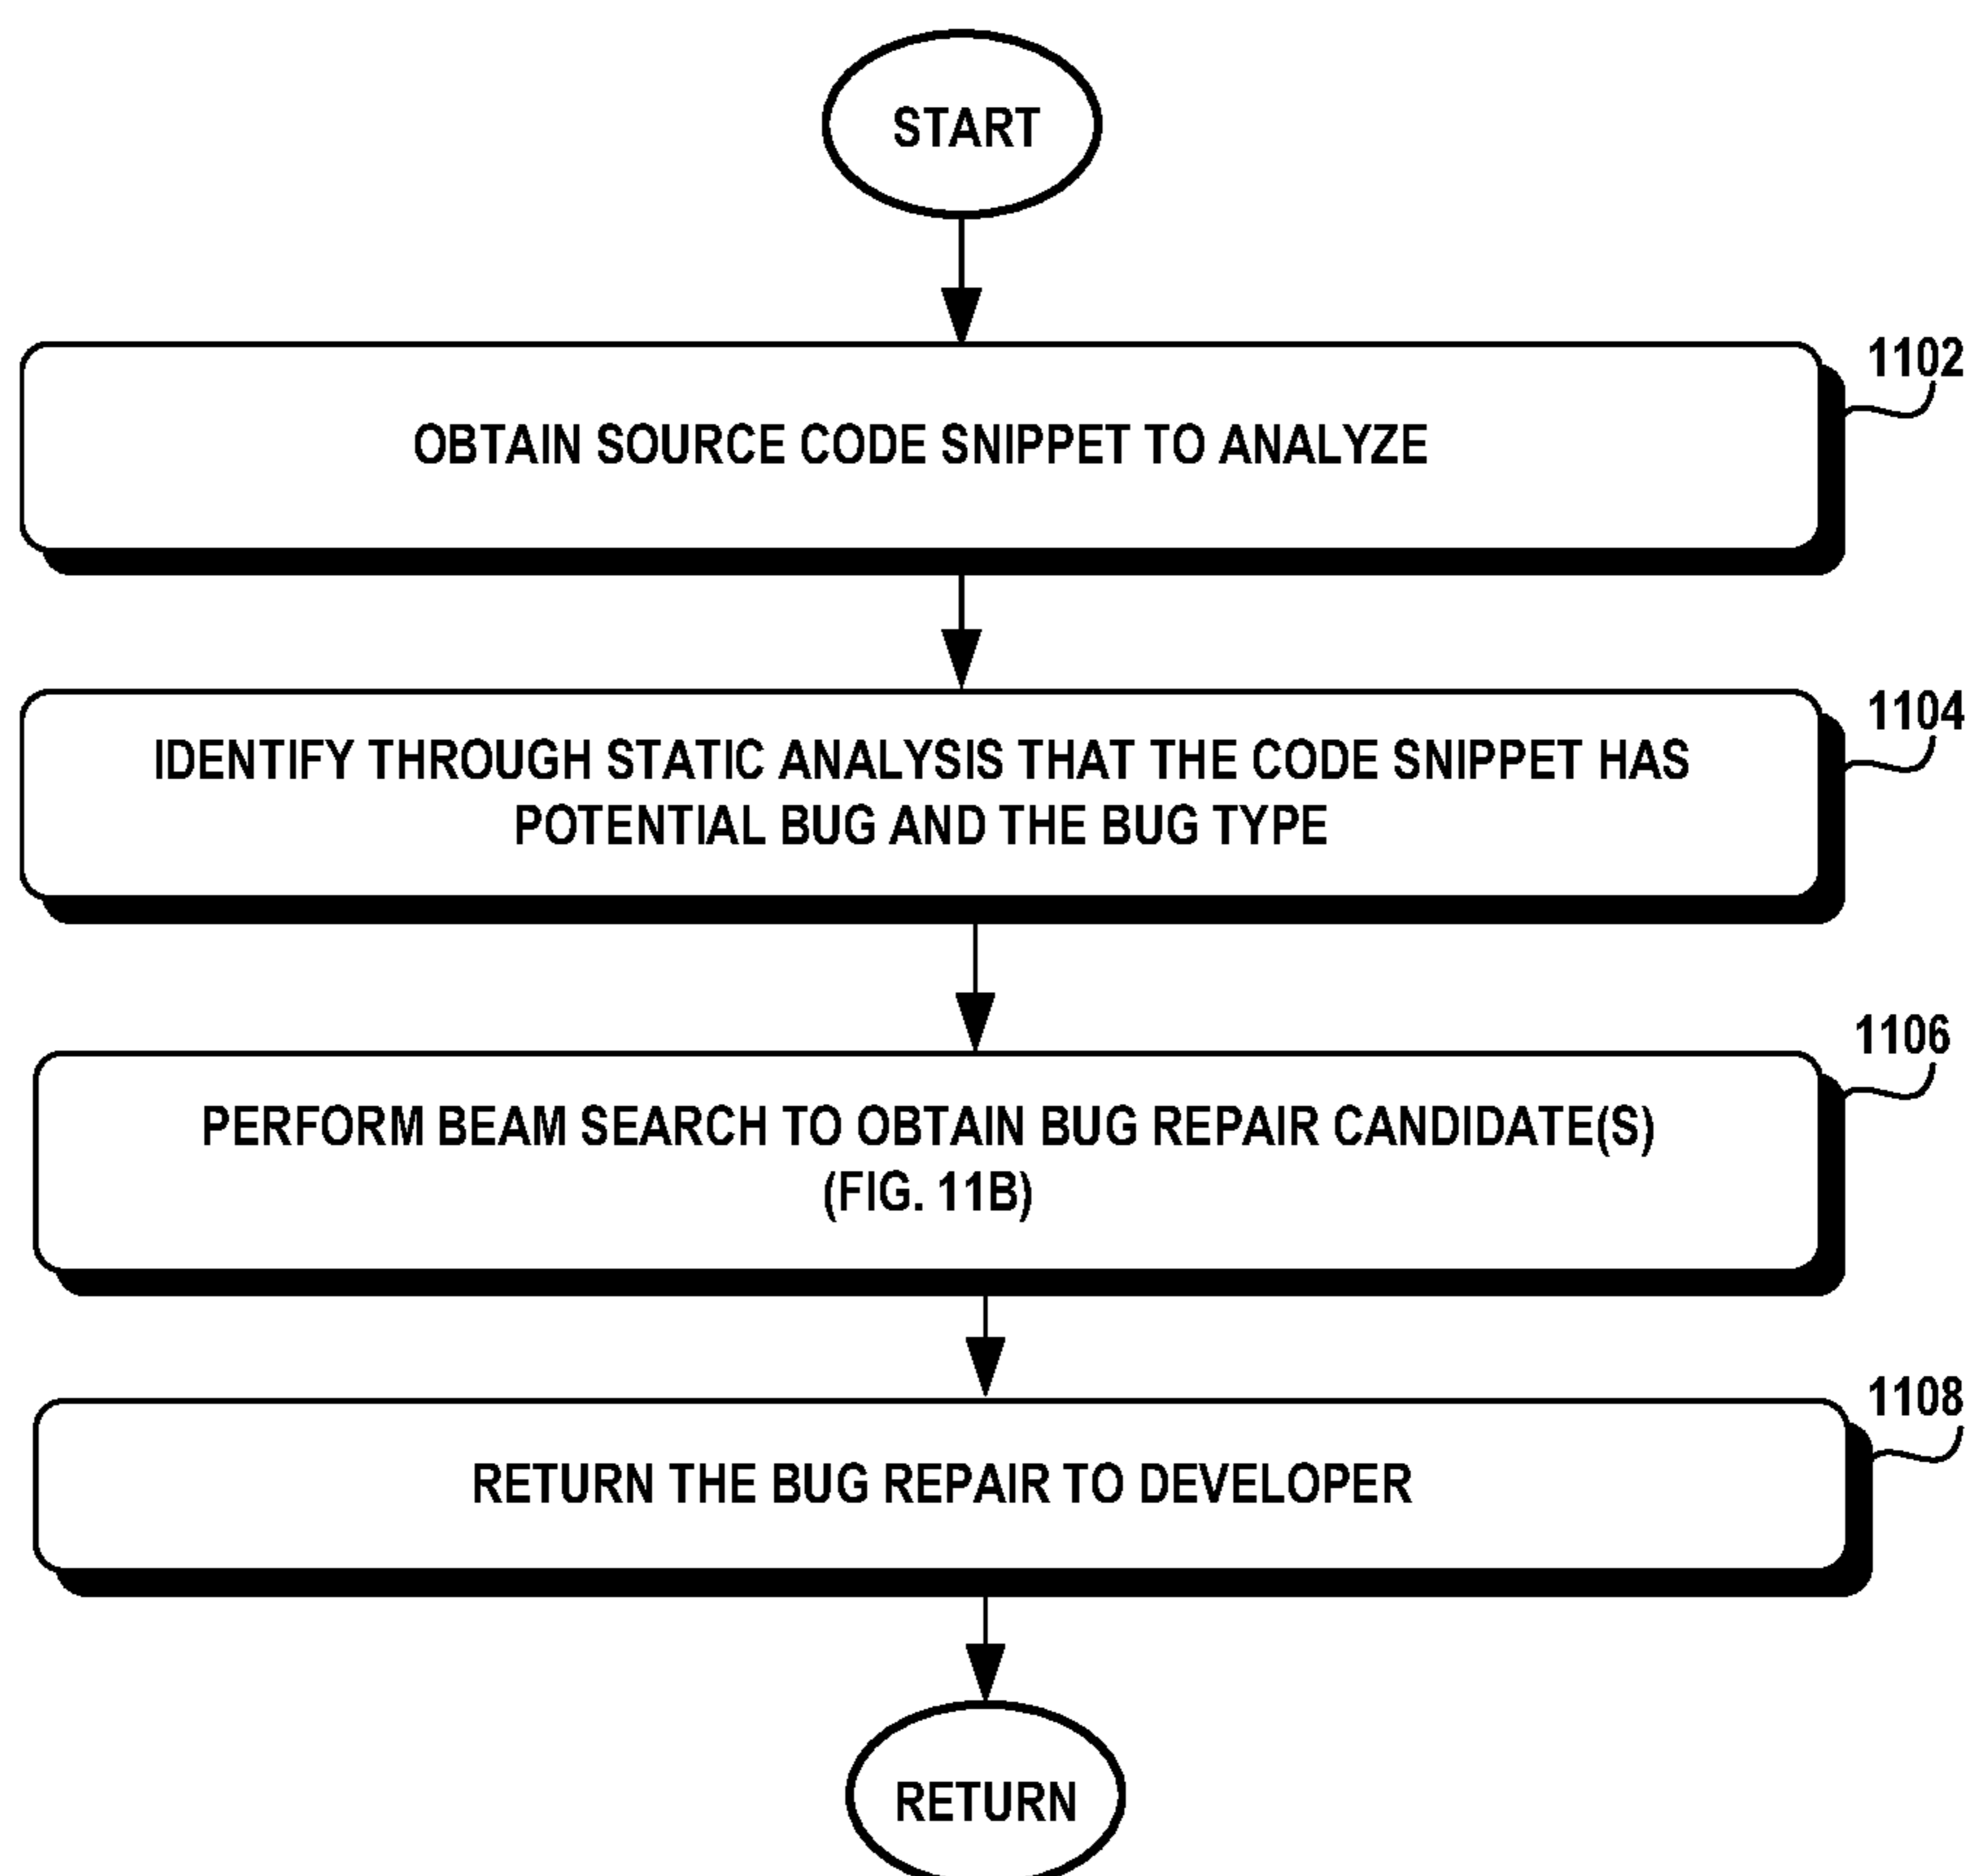 START
1102
OBTAIN SOURCE CODE SNIPPET TO ANALYZE
1104
IDENTIFY THROUGH STATIC ANALYSIS THAT THE CODE SNIPPET HAS
POTENTIAL BUG AND THE BUG TYPE
1106
PERFORM BEAM SEARCH TO OBTAIN BUG REPAIR CANDIDATE(S)
(FIG. 11B)
1108
RETURN THE BUG REPAIR TO DEVELOPER
RETURN